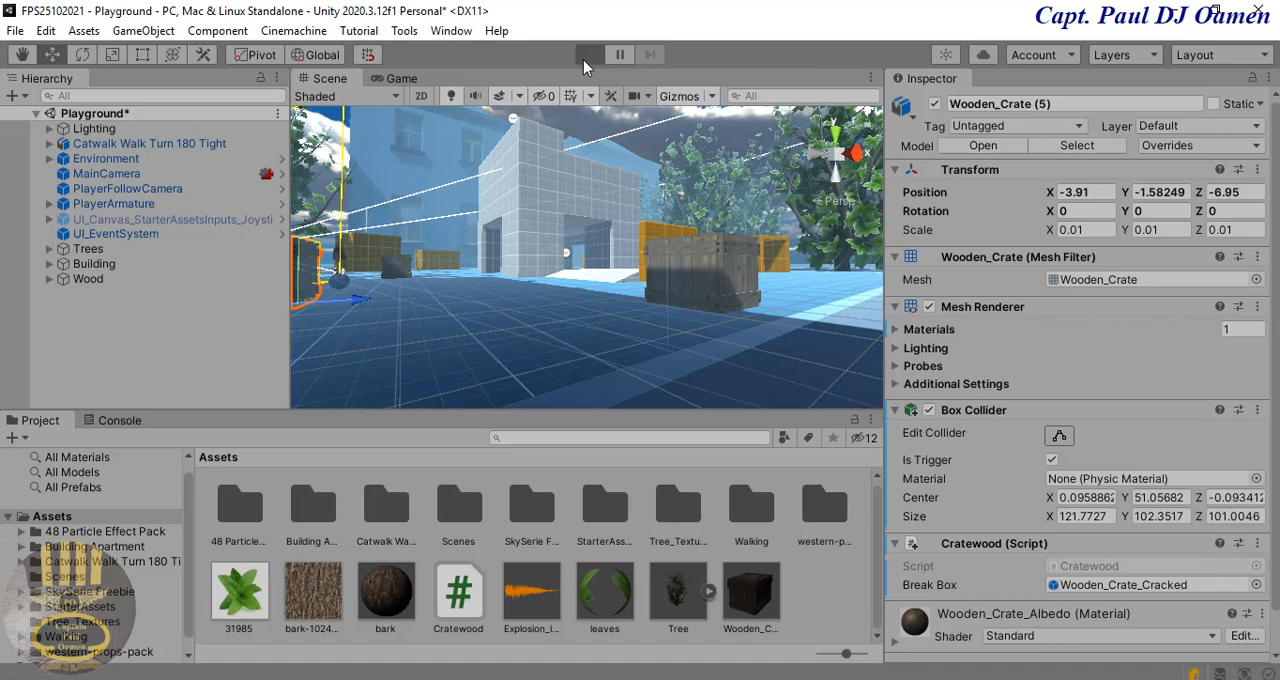 FPS25102021 - Playground - PC, Mac & Linux Standalone - Unity 2020.3.12f1 Personal* <DX11>
Capt. Paul DJ Oamen
File Edit Assets GameObject Component Cinemachine Tutorial Tools Window Help
Pivot Global Account Layers Layout
Hierarchy
All
Playground*
Lighting
Catwalk Walk Turn 180 Tight
Environment
MainCamera
PlayerFollowCamera
PlayerArmature
UI_Canvas_StarterAssetsInputs_Joysti
UI_EventSystem
Trees
Building
Wood
Scene Game
Shaded 2D 0 Gizmos All
y
x
Persp
Inspector
Wooden_Crate (5) Static
Tag Untagged Layer Default
Model Open Select Overrides
Transform
Position X -3.91 Y -1.58249 Z -6.95
Rotation X 0 Y 0 Z 0
Scale X 0.01 Y 0.01 Z 0.01
Wooden_Crate (Mesh Filter)
Mesh Wooden_Crate
Mesh Renderer
Materials 1
Lighting
Probes
Additional Settings
Box Collider
Edit Collider
Is Trigger
Material None (Physic Material)
Center X 0.0958862 Y 51.05682 Z -0.093412
Size X 121.7727 Y 102.3517 Z 101.0046
Cratewood (Script)
Script Cratewood
Break Box Wooden_Crate_Cracked
Wooden_Crate_Albedo (Material)
Shader Standard Edit...
Project Console
12
All Materials
All Models
All Prefabs
Assets
48 Particle Effect Pack
Building Apartment
Catwalk Walk Turn 180 Ti
Scenes
SkySerie Freebie
StarterAssets
Tree_Textures
Walking
western-props-pack
Assets
48 Particle... Building A... Catwalk Wa... Scenes SkySerie F... StarterAss... Tree_Textu... Walking western-p...
31985 bark-1024... bark Cratewood Explosion_I... leaves Tree Wooden_C...